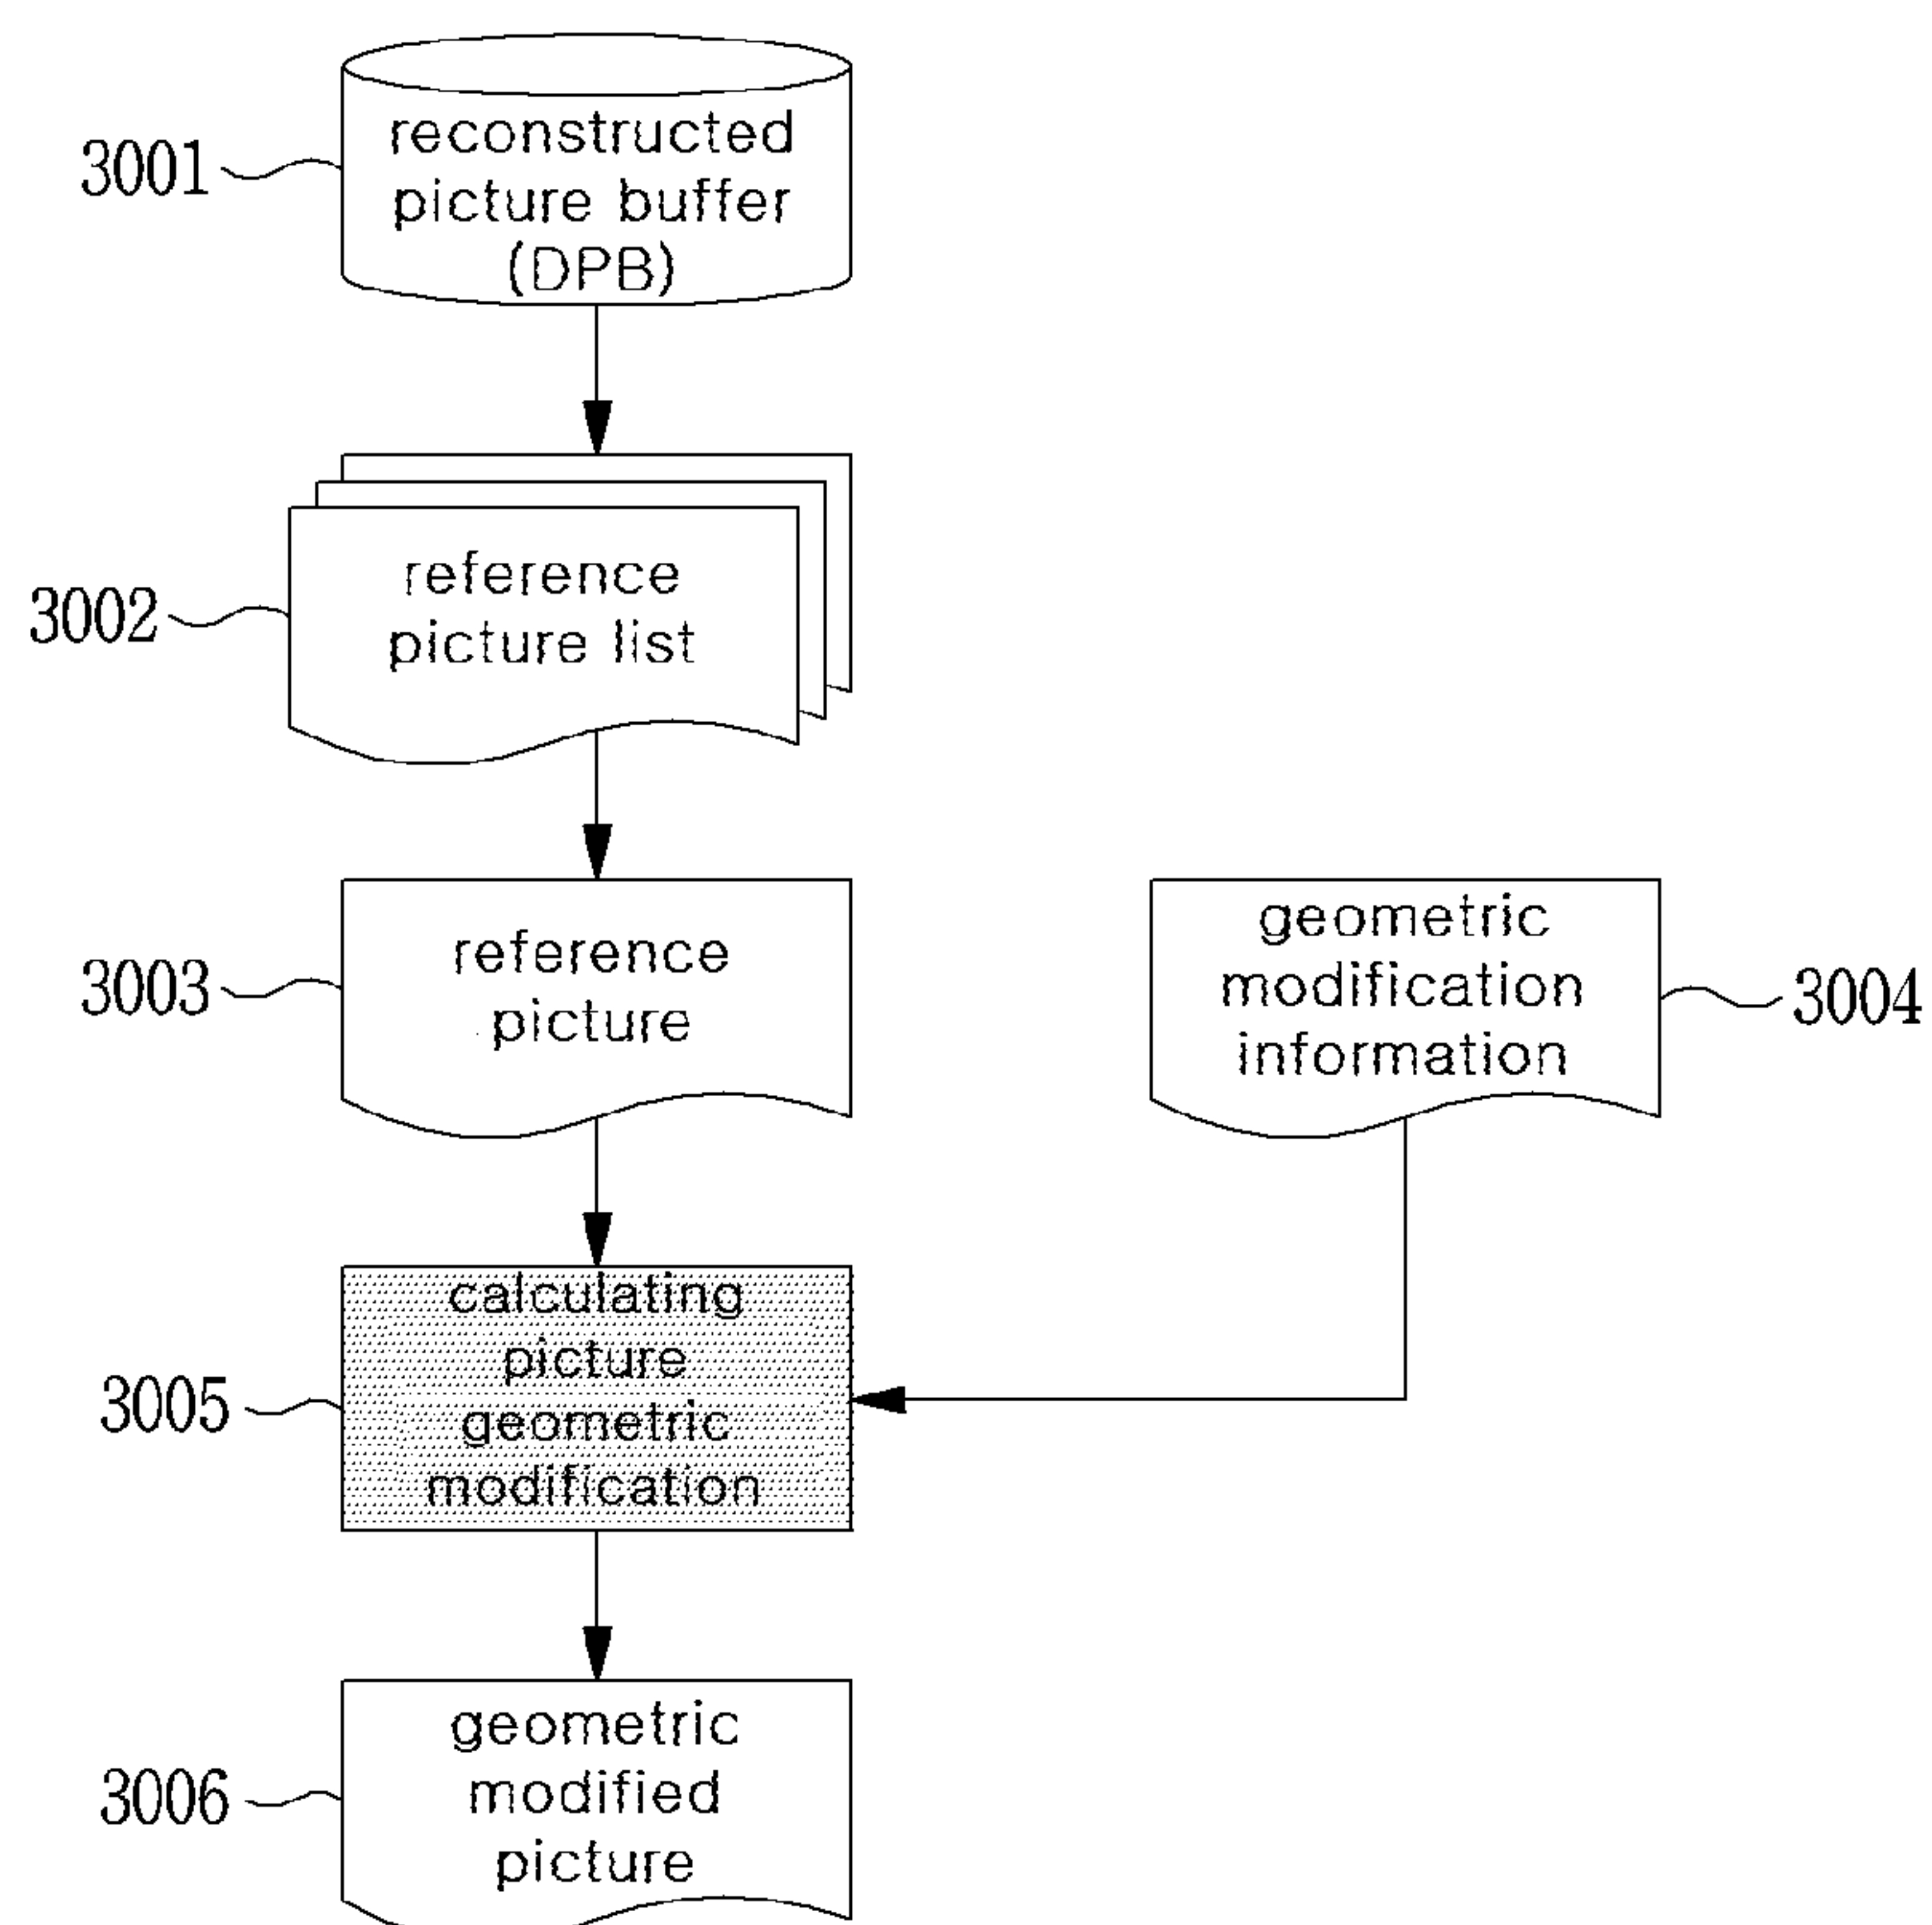 3001
reconstructed
picture buffer
(DPB)
3002
reference
picture list
3003
reference
picture
geometric
modification
information
3004
3005
calculating
picture
geometric
modification
3006
geometric
modified
picture